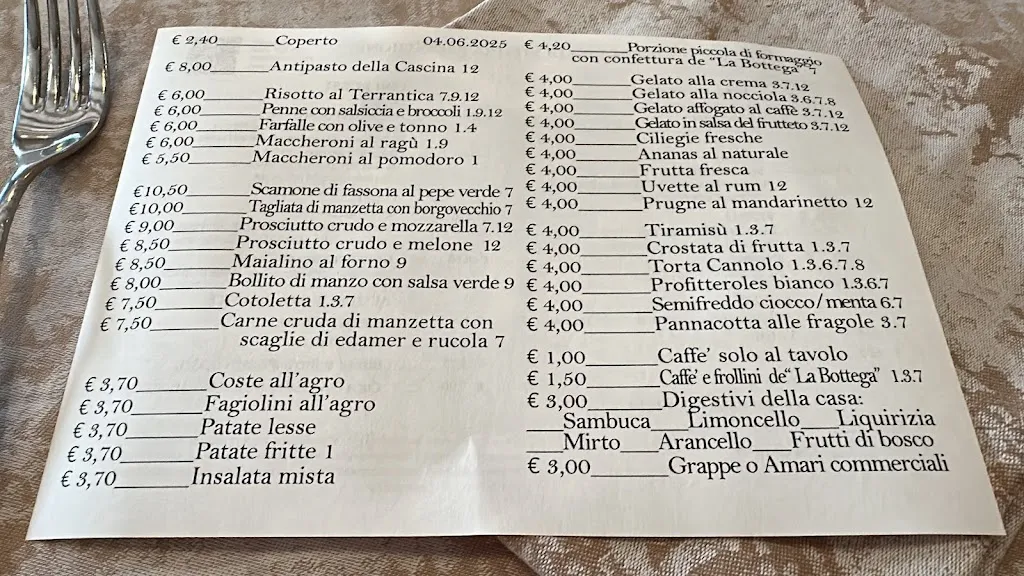 € 2,40______Coperto 04.06.2025
€ 8,00______Antipasto della Cascina 12
€ 6,00______Risotto al Terrantica 7.9.12
€ 6,00______Penne con salsiccia e broccoli 1.9.12
€ 6,00______Farfalle con olive e tonno 1.4
€ 6,00______Maccheroni al ragù 1.9
€ 5,50______Maccheroni al pomodoro 1
€10,50______Scamone di fassona al pepe verde 7
€10,00______Tagliata di manzetta con borgovecchio 7
€ 9,00______Prosciutto crudo e mozzarella 7.12
€ 8,50______Prosciutto crudo e melone 12
€ 8,50______Maialino al forno 9
€ 8,00______Bollito di manzo con salsa verde 9
€ 7,50______Cotoletta 1.3.7
€ 7,50______Carne cruda di manzetta con
scaglie di edamer e rucola 7
€ 3,70______Coste all'agro
€ 3,70______Fagiolini all'agro
€ 3,70______Patate lesse
€ 3,70______Patate fritte 1
€ 3,70______Insalata mista
€ 4,20______Porzione piccola di formaggio
con confettura de "La Bottega" 7
€ 4,00______Gelato alla crema 3.7.12
€ 4,00______Gelato alla nocciola 3.6.7.8
€ 4,00______Gelato affogato al caffè 3.7.12
€ 4,00______Gelato in salsa del frutteto 3.7.12
€ 4,00______Ciliegie fresche
€ 4,00______Ananas al naturale
€ 4,00______Frutta fresca
€ 4,00______Uvette al rum 12
€ 4,00______Prugne al mandarinetto 12
€ 4,00______Tiramisù 1.3.7
€ 4,00______Crostata di frutta 1.3.7
€ 4,00______Torta Cannolo 1.3.6.7.8
€ 4,00______Profitteroles bianco 1.3.6.7
€ 4,00______Semifreddo ciocco/menta 6.7
€ 4,00______Pannacotta alle fragole 3.7
€ 1,00______Caffe' solo al tavolo
€ 1,50______Caffe' e frollini de "La Bottega" 1.3.7
€ 3,00______Digestivi della casa:
___Sambuca___Limoncello___Liquirizia
___Mirto___Arancello___Frutti di bosco
€ 3,00______Grappe o Amari commerciali